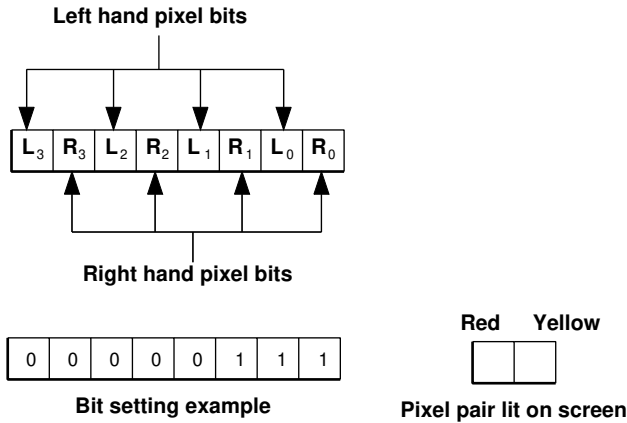 Left hand pixel bits
L3 R3 L2 R2 L1 R1 L0 R0
Right hand pixel bits
Red Yellow
0 0 0 0 0 1 1 1
Bit setting example
Pixel pair lit on screen